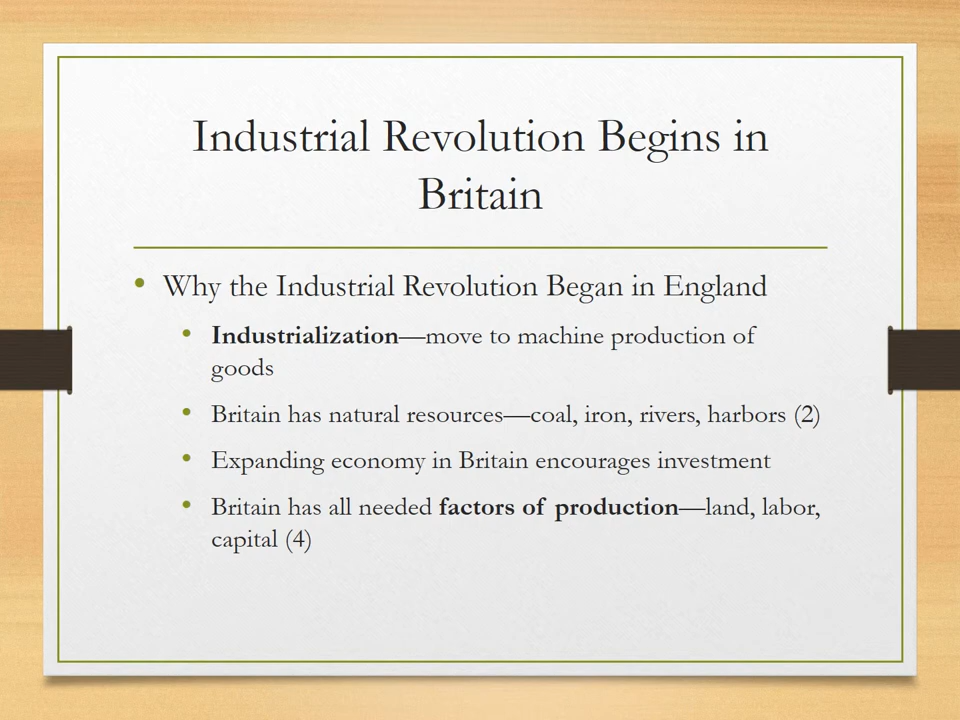 Industrial Revolution Begins in
Britain
• Why the Industrial Revolution Began in England
• Industrialization—move to machine production of
goods
• Britain has natural resources—coal, iron, rivers, harbors (2)
• Expanding economy in Britain encourages investment
• Britain has all needed factors of production—land, labor,
capital (4)